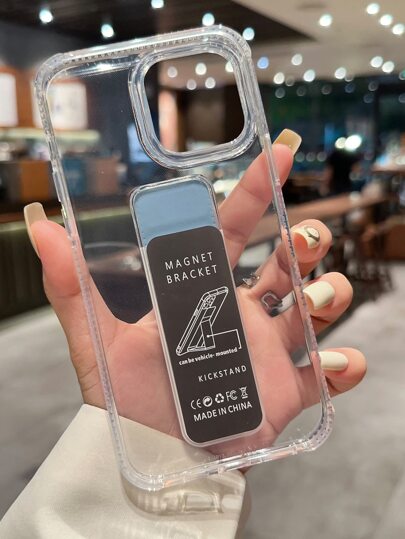 MAGNET
BRACKET
can be vehicle- mounted
KICKSTAND
CE FC
MADE IN CHINA